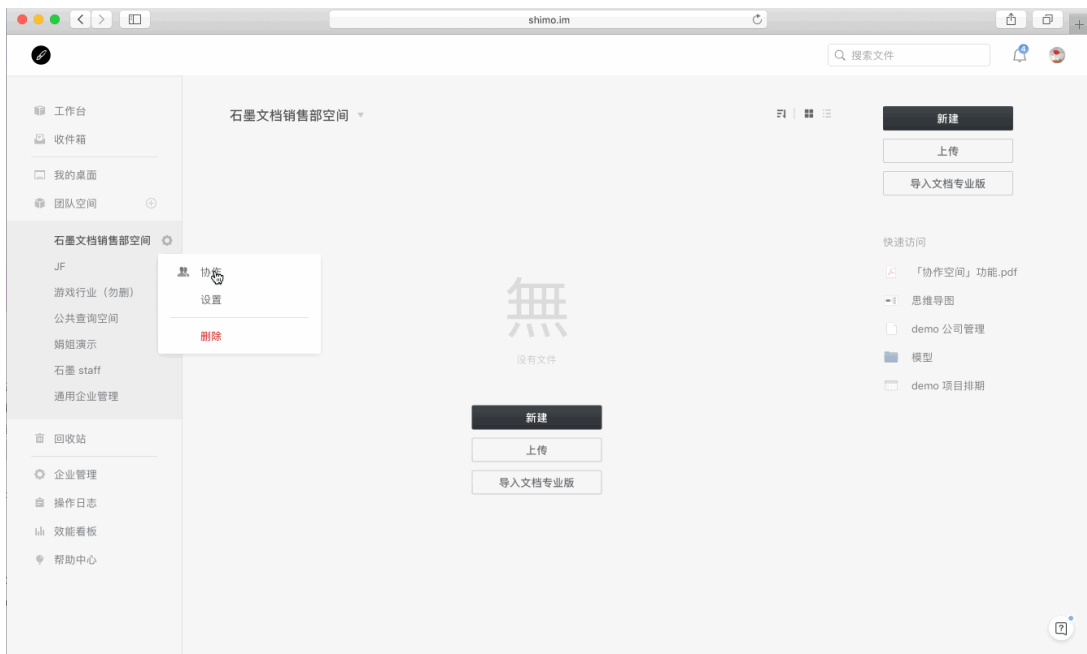 shimo.im
搜索文件
4
工作台
收件箱
我的桌面
团队空间
石墨文档销售部空间
JF
游戏行业（勿删）
公共查询空间
娟姐演示
石墨 staff
通用企业管理
回收站
企业管理
操作日志
效能看板
帮助中心
协作
设置
删除
石墨文档销售部空间
無
没有文件
新建
上传
导入文档专业版
新建
上传
导入文档专业版
快速访问
「协作空间」功能.pdf
思维导图
demo 公司管理
模型
demo 项目排期